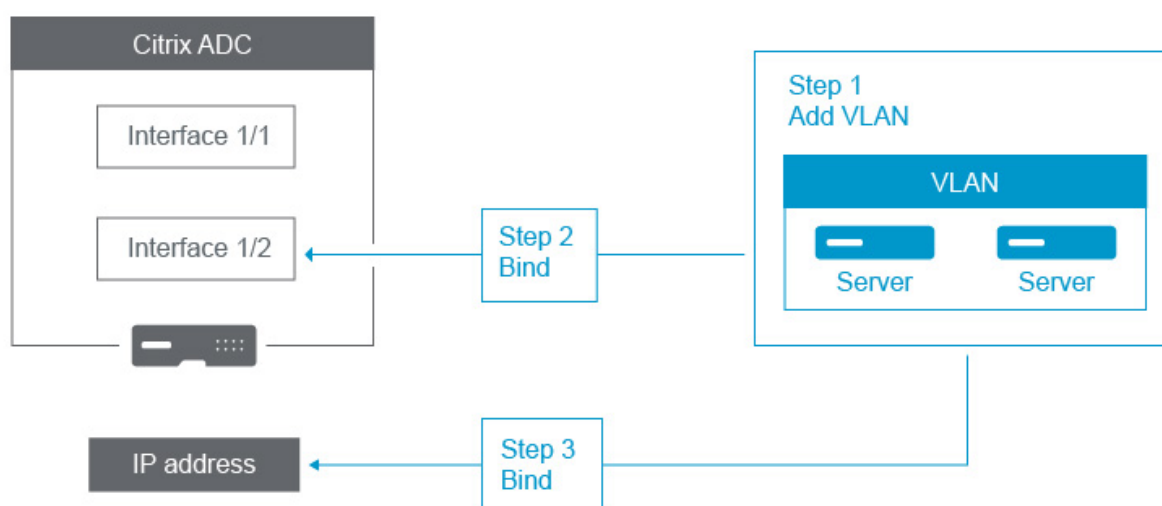 Citrix ADC
Interface 1/1
Interface 1/2
Step 2
Bind
Step 1
Add VLAN
VLAN
Server
Server
IP address
Step 3
Bind